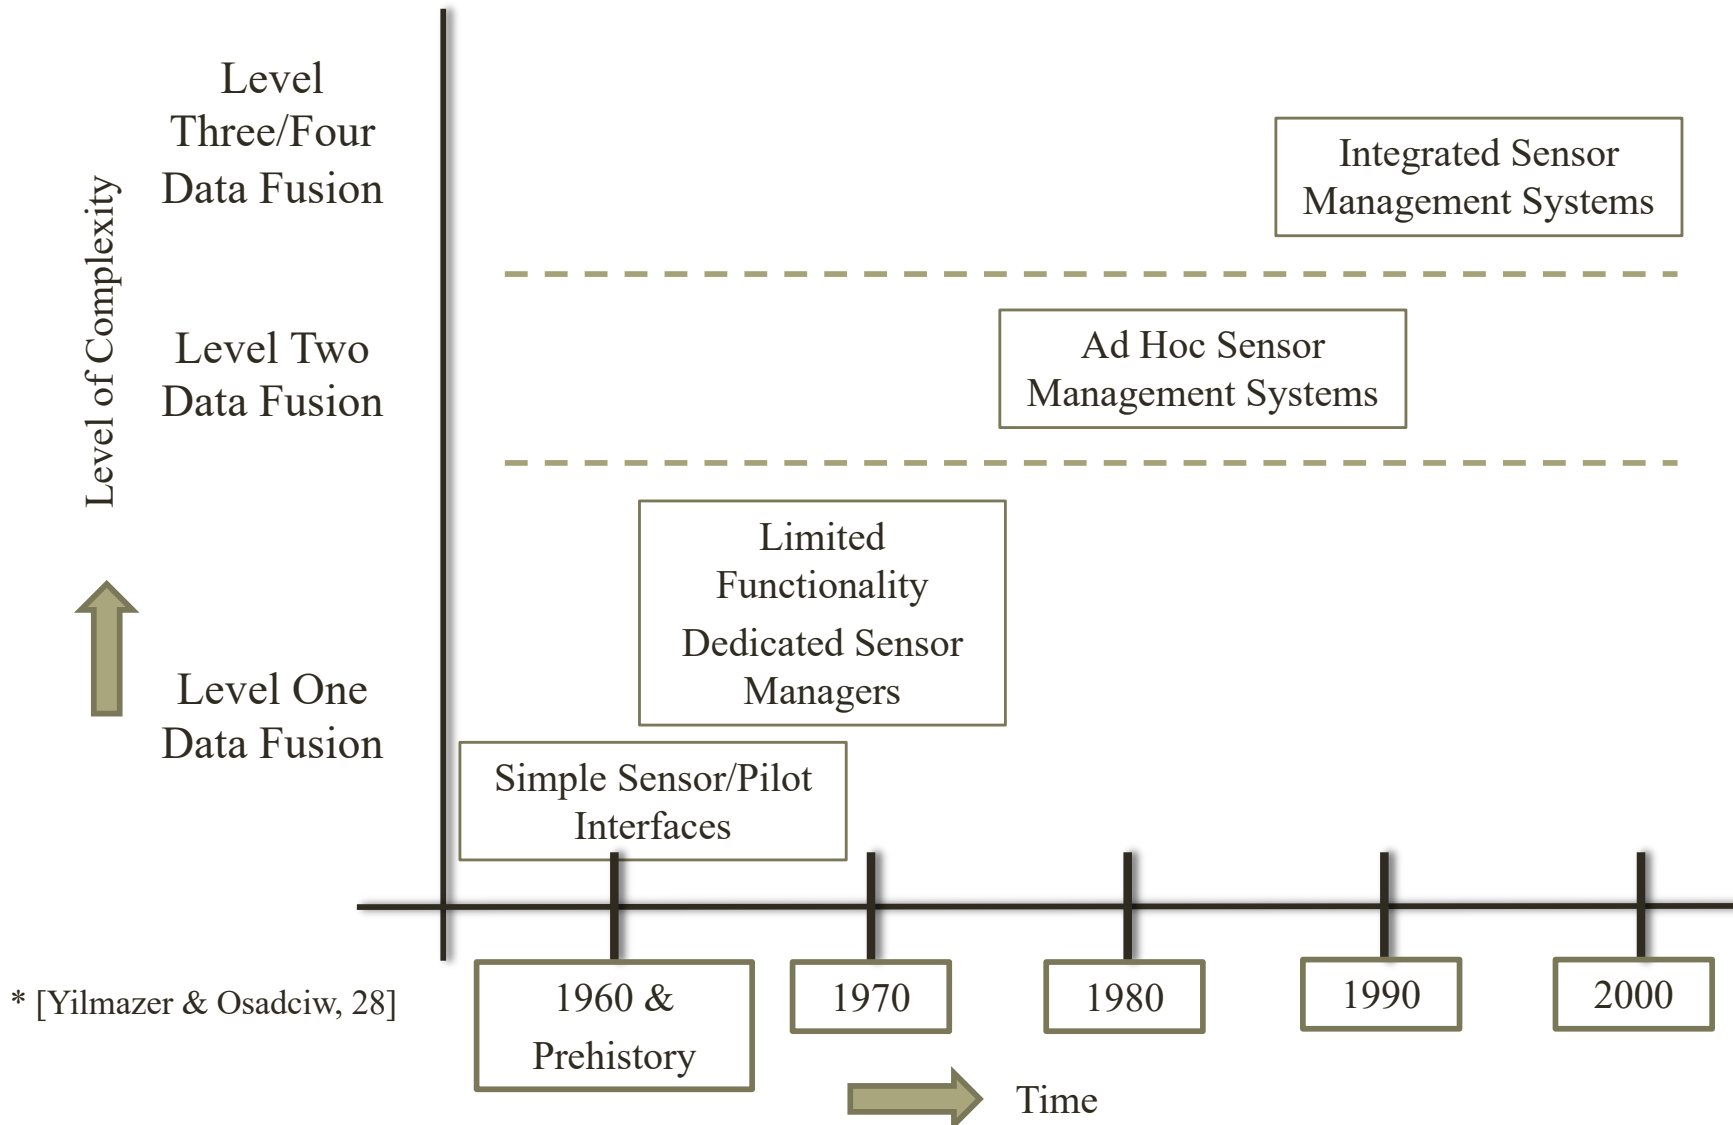 Level
Three/Four
Data Fusion
Integrated Sensor
Management Systems
Level of Complexity
Level Two
Data Fusion
Ad Hoc Sensor
Management Systems
Limited
Functionality
Dedicated Sensor
Managers
Level One
Data Fusion
Simple Sensor/Pilot
Interfaces
* [Yilmazer & Osadciw, 28]
1960 &
Prehistory
1970
1980
1990
2000
Time